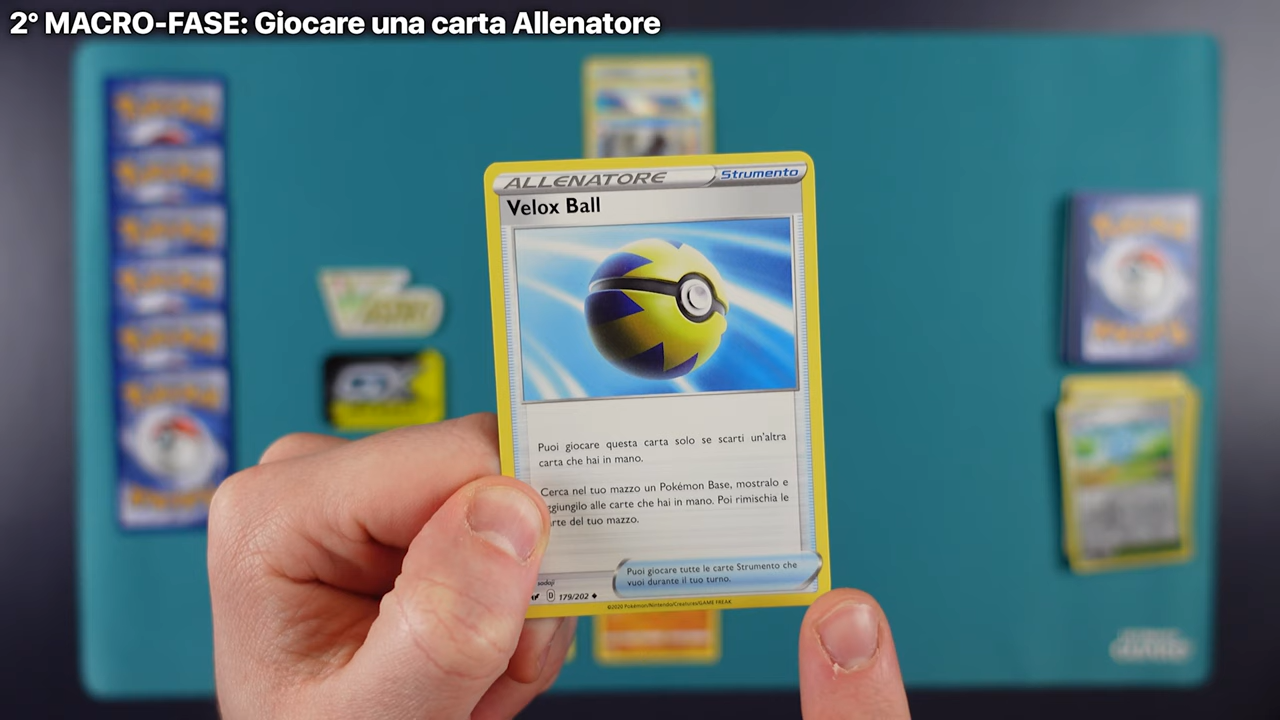 2° MACRO-FASE: Giocare una carta Allenatore
ALLENATORE
Strumento
Velox Ball
Puoi giocare questa carta solo se scarti un'altra
carta che hai in mano.
Cerca nel tuo mazzo un Pokémon Base, mostralo e
ggiungilo alle carte che hai in mano. Poi rimischia le
rte del tuo mazzo.
Puoi giocare tutte le carte Strumento che
vuoi durante il tuo turno.
D 179/202
©2020 Pokémon/Nintendo/Creatures/GAME FREAK